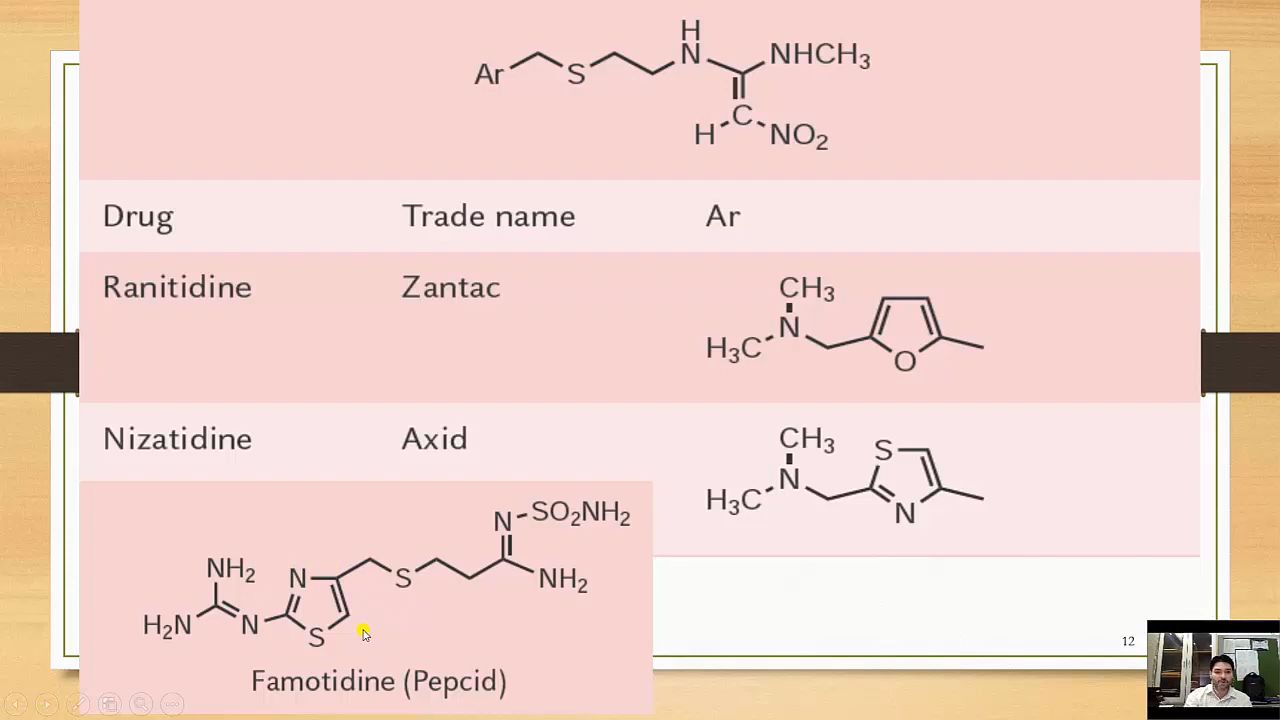 H
Ar S N NHCH3
C
H NO2
Drug Trade name Ar
Ranitidine Zantac
CH3
N
H3C
O
Nizatidine Axid
CH3
S
N
H3C
N
N SO2NH2
NH2 N S NH2
H2N N
S
Famotidine (Pepcid)
12